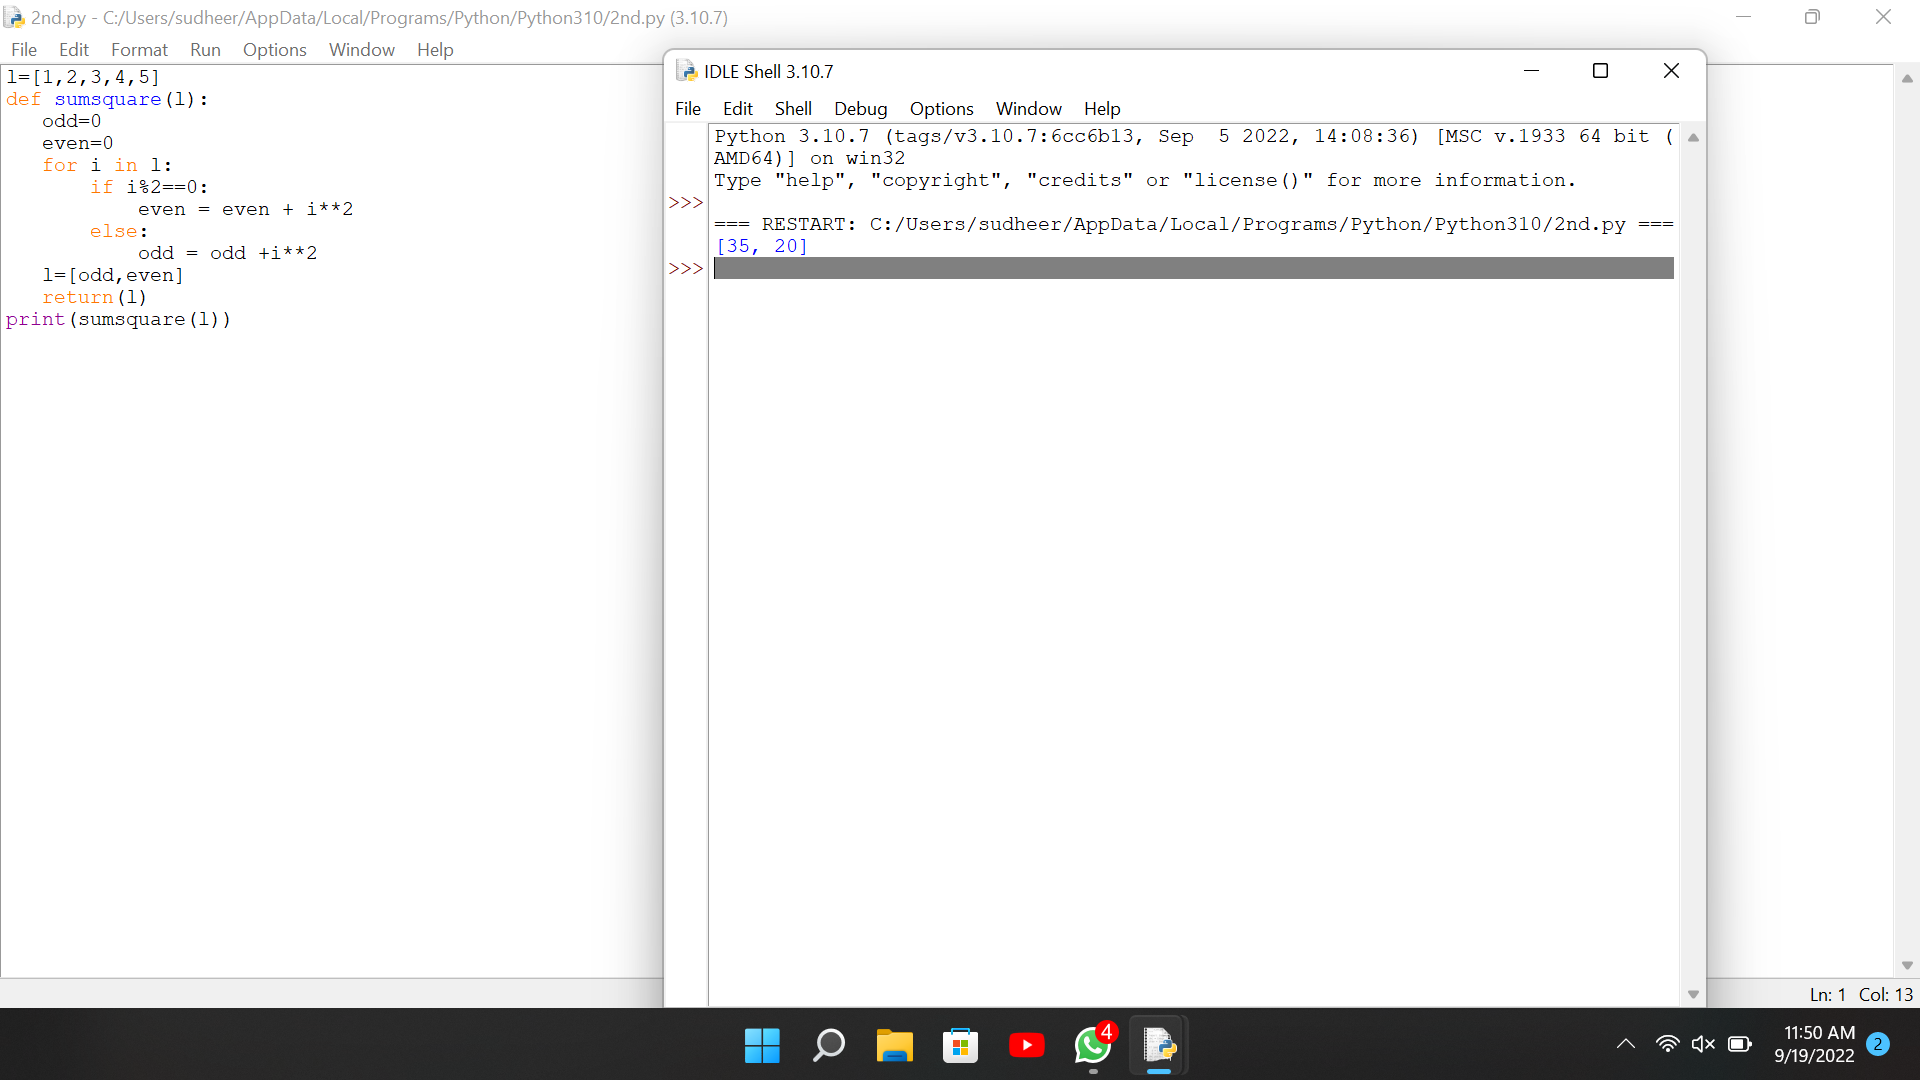 2nd.py - C:/Users/sudheer/AppData/Local/Programs/Python/Python310/2nd.py (3.10.7)
File Edit Format Run Options Window Help
l=[1,2,3,4,5]
def sumsquare(l):
   odd=0
   even=0
   for i in l:
       if i%2==0:
           even = even + i**2
       else:
           odd = odd +i**2
   l=[odd,even]
   return(l)
print(sumsquare(l))
IDLE Shell 3.10.7
File Edit Shell Debug Options Window Help
Python 3.10.7 (tags/v3.10.7:6cc6b13, Sep  5 2022, 14:08:36) [MSC v.1933 64 bit (
AMD64)] on win32
Type "help", "copyright", "credits" or "license()" for more information.
>>>
=== RESTART: C:/Users/sudheer/AppData/Local/Programs/Python/Python310/2nd.py ===
[35, 20]
>>>
Ln: 1 Col: 13
4
11:50 AM
9/19/2022
2